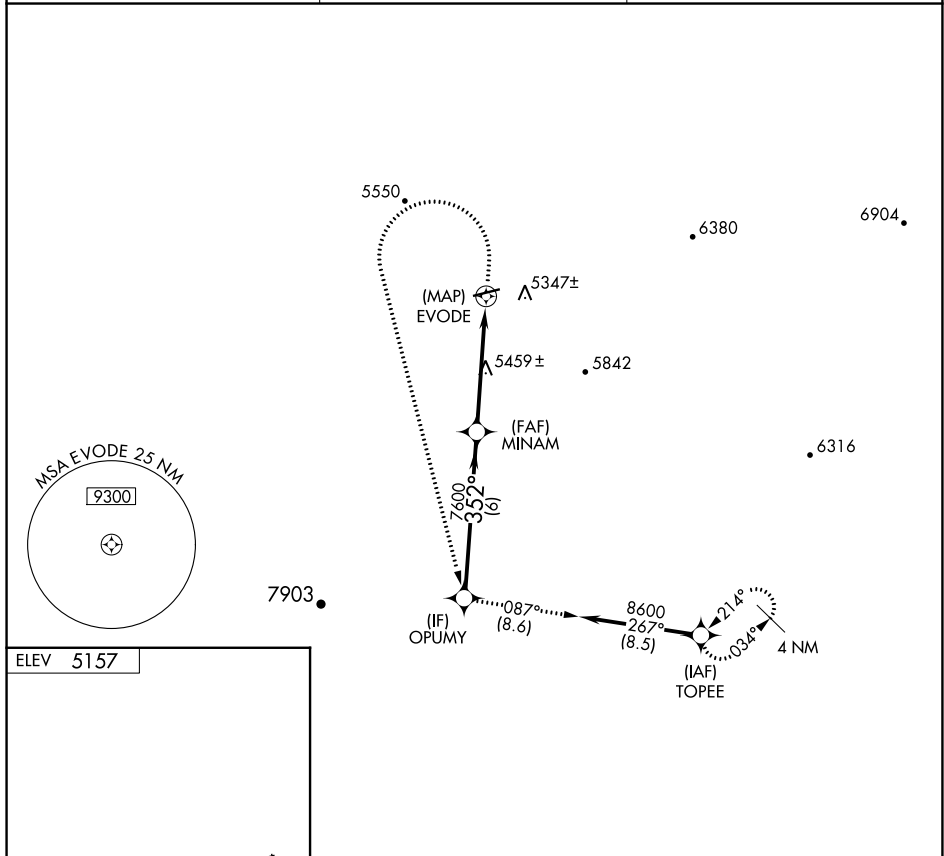 5550
6380
6904
(MAP)
EVODE
5347±
5459±
5842
(FAF)
MINAM
6316
MSA EVODE 25 NM
9300
7600
352°
(6)
7903
(IF)
OPUMY
087°
(8.6)
8600
267°
(8.5)
214°
034°
4 NM
(IAF)
TOPEE
ELEV 5157